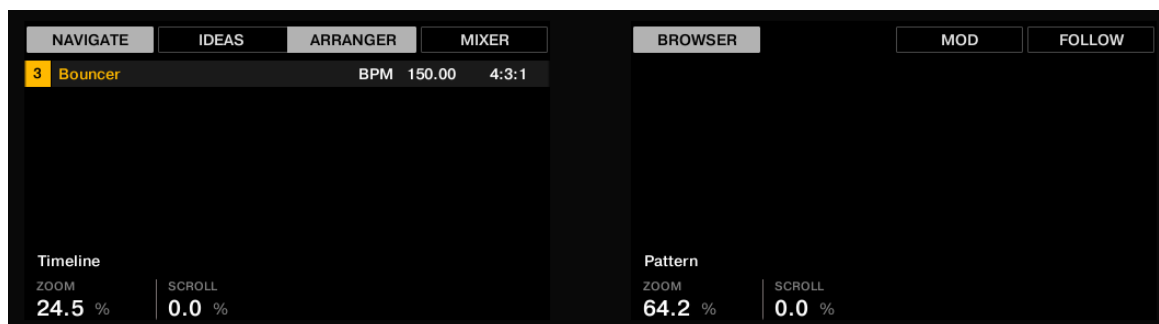 NAVIGATE IDEAS ARRANGER MIXER
3 Bouncer BPM 150.00 4:3:1
Timeline
ZOOM SCROLL
24.5 % 0.0 %
BROWSER MOD FOLLOW
Pattern
ZOOM SCROLL
64.2 % 0.0 %